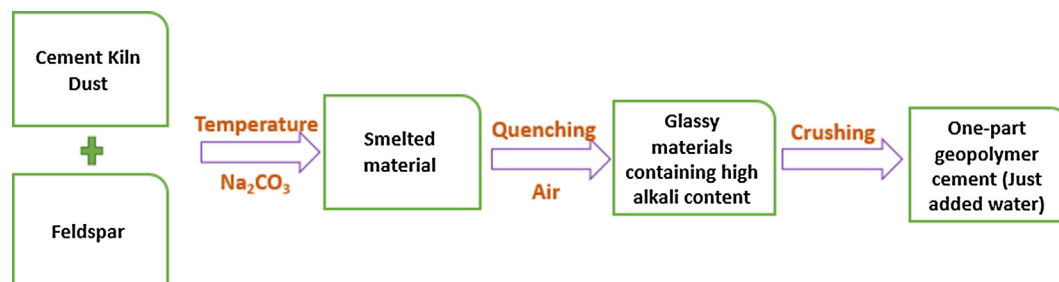 Cement Kiln
Dust
Feldspar
Temperature
Na₂CO₃
Smelted
material
Quenching
Air
Glassy
materials
containing high
alkali content
Crushing
One-part
geopolymer
cement (Just
added water)